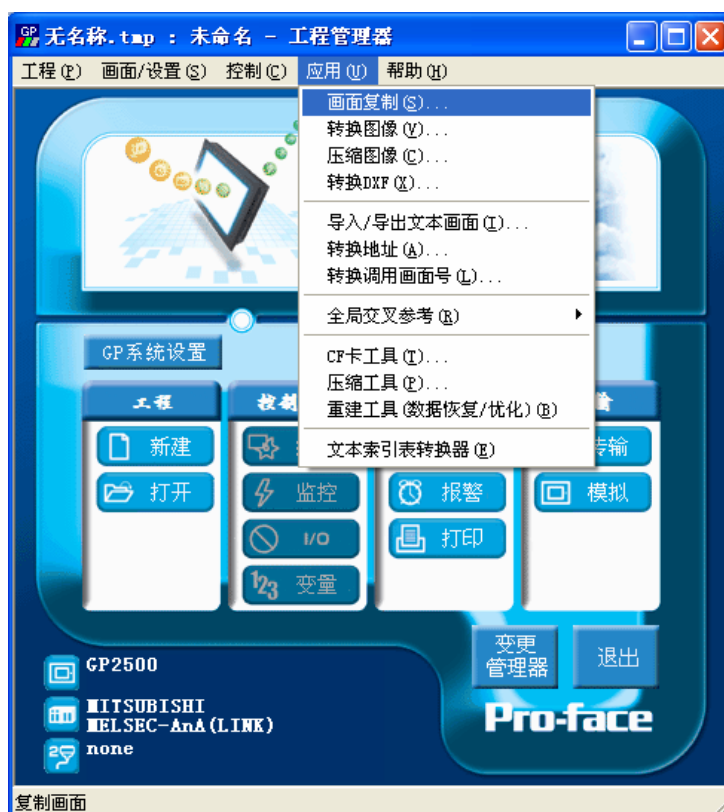 无名称.tmp : 未命名 - 工程管理器
工程(P) 画面/设置(S) 控制(C) 应用(U) 帮助(H)
画面复制(S)...
转换图像(V)...
压缩图像(C)...
转换DXF(X)...
导入/导出文本画面(I)...
转换地址(A)...
转换调用画面号(L)...
全局交叉参考(R)
CF卡工具(T)...
压缩工具(P)...
重建工具(数据恢复/优化)(B)
文本索引表转换器(E)
GP系统设置
工程
新建 传输
打开 监控 报警 模拟
I/O 打印
123 变量
变更
管理器 退出
GP2500
MITSUBISHI
MELSEC-AnA(LINK)
none
Pro-face
复制画面